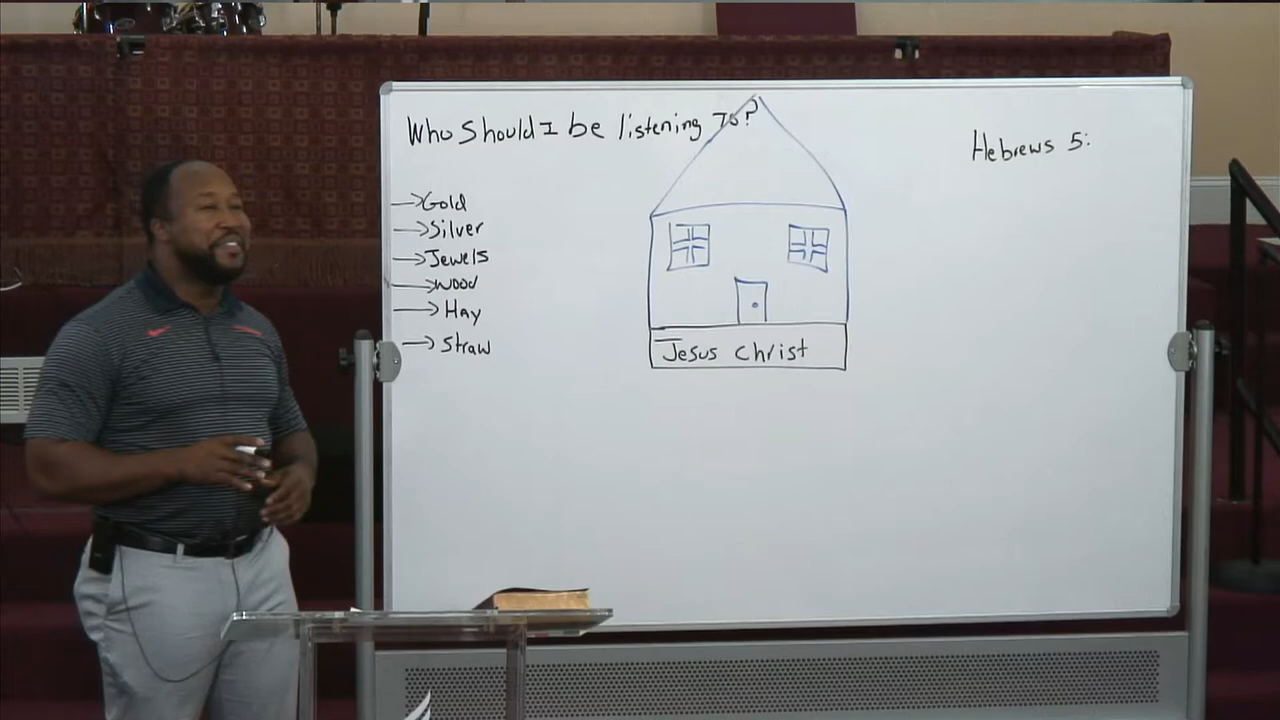 Who Should I be listening To?
Hebrews 5:
→Gold
→Silver
→Jewels
→Wood
→Hay
→Straw
Jesus Christ